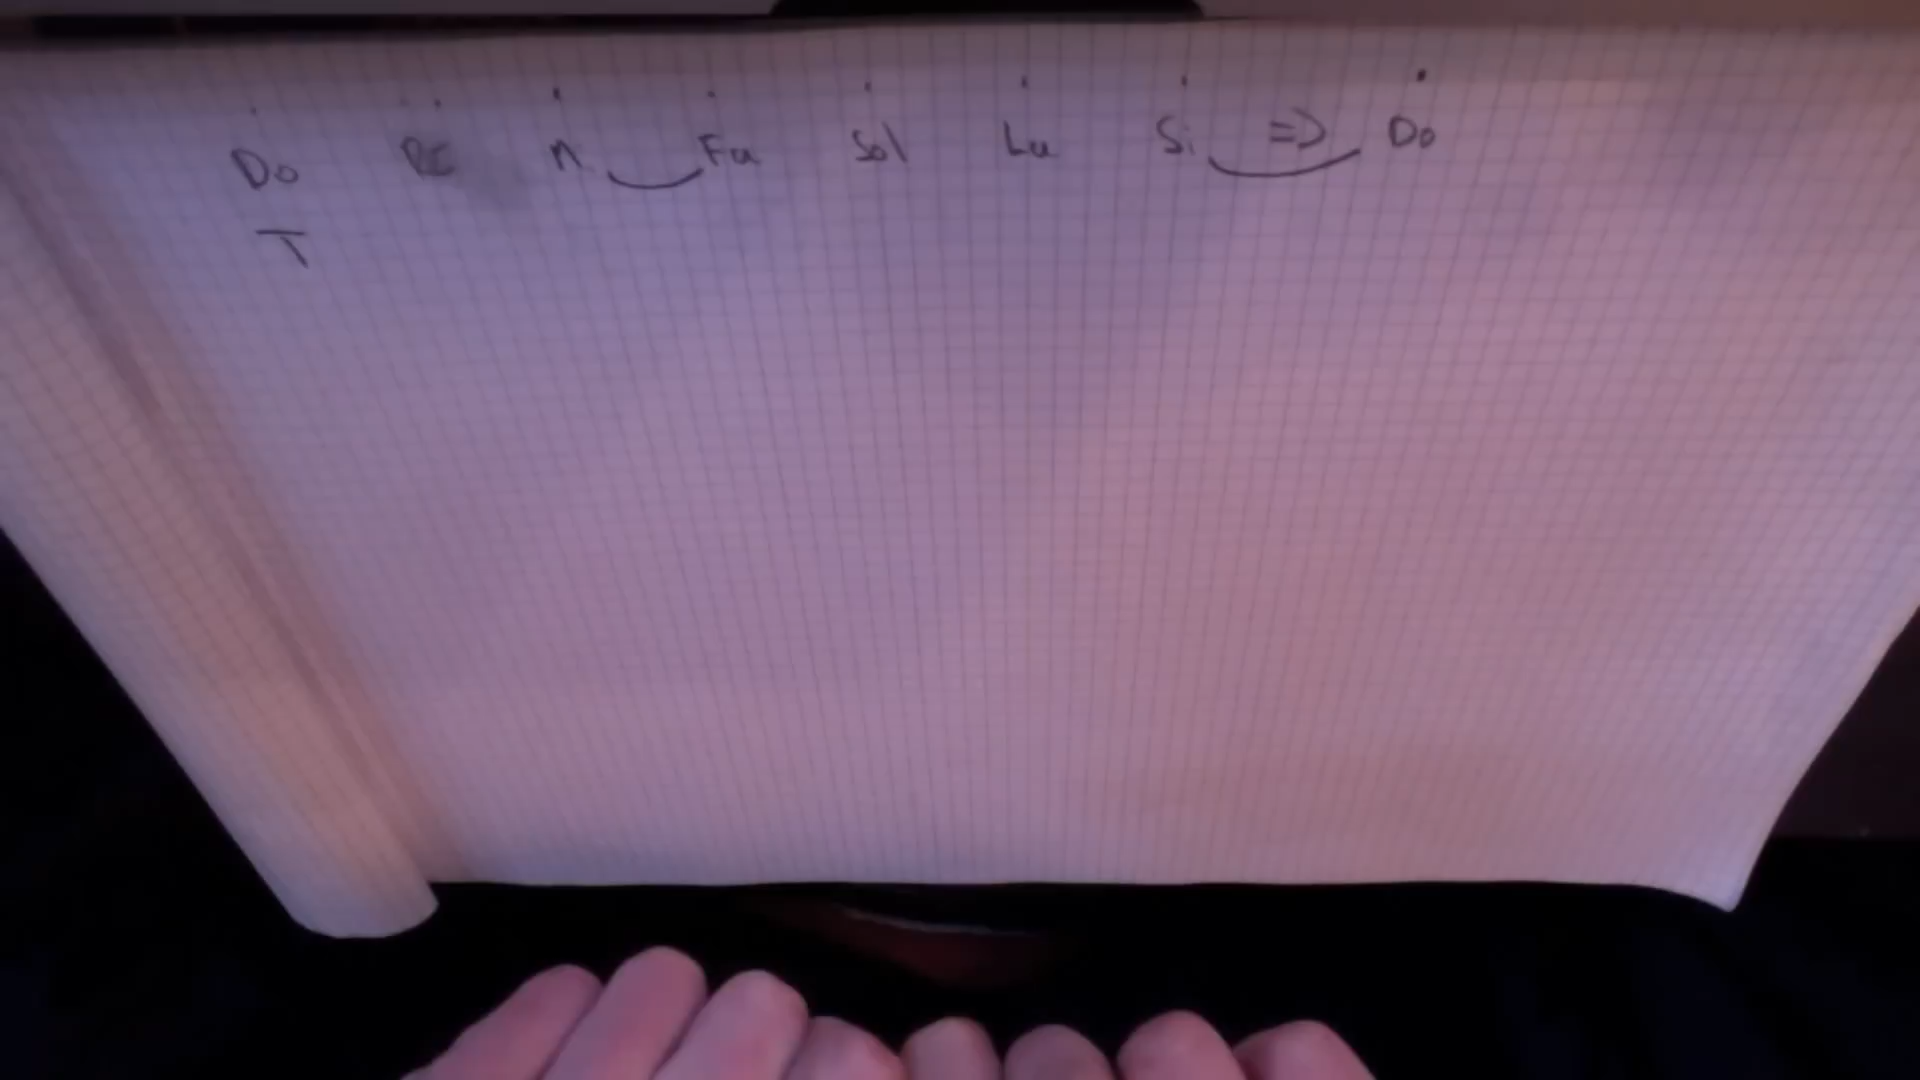 Do RE Mi Fa Sol La Si => Do
T